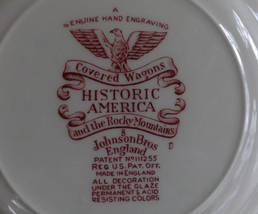 A
GENUINE HAND ENGRAVING
Covered Wagons
HISTORIC
AMERICA
and the Rocky Mountains
&
Johnson Bros
England
PATENT NO 111255
REG U.S. PAT. OFF.
MADE IN ENGLAND
ALL DECORATION
UNDER THE GLAZE
PERMANENT & ACID
RESISTING COLORS